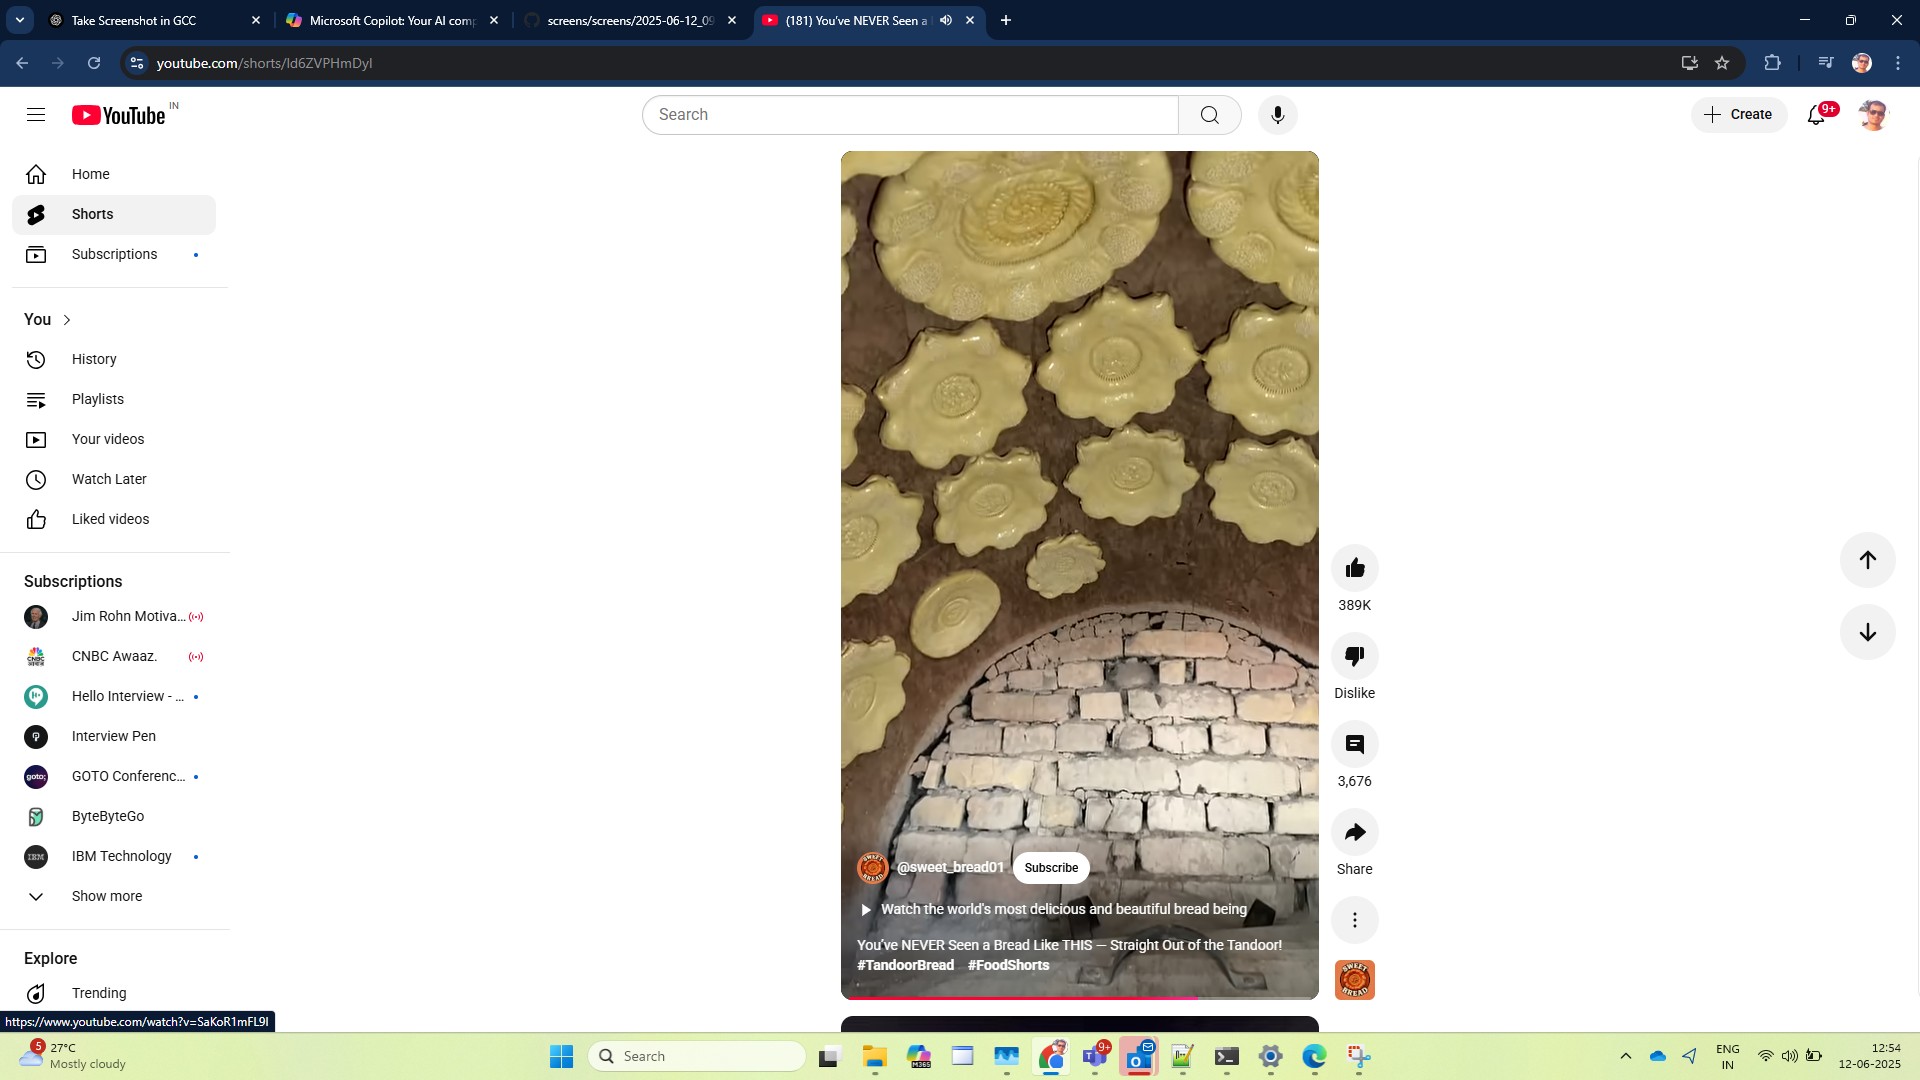 Take Screenshot in GCC
Microsoft Copilot: Your AI comp
screens/screens/2025-06-12_09
(181) You've NEVER Seen a
youtube.com/shorts/Id6ZVPHmDyI
YouTube IN
Search
Create
9+
Home
Shorts
Subscriptions
You
History
Playlists
Your videos
Watch Later
Liked videos
Subscriptions
Jim Rohn Motiva...
CNBC Awaaz.
Hello Interview - ...
Interview Pen
GOTO Conferenc...
ByteByteGo
IBM Technology
Show more
Explore
Trending
https://www.youtube.com/watch?v=SaKoR1mFL9I
@sweet_bread01
Subscribe
Watch the world's most delicious and beautiful bread being
You've NEVER Seen a Bread Like THIS — Straight Out of the Tandoor!
#TandoorBread #FoodShorts
389K
Dislike
3,676
Share
SWEET
BREAD
5
27°C
Mostly cloudy
Search
M365
9+
ENG
IN
12:54
12-06-2025